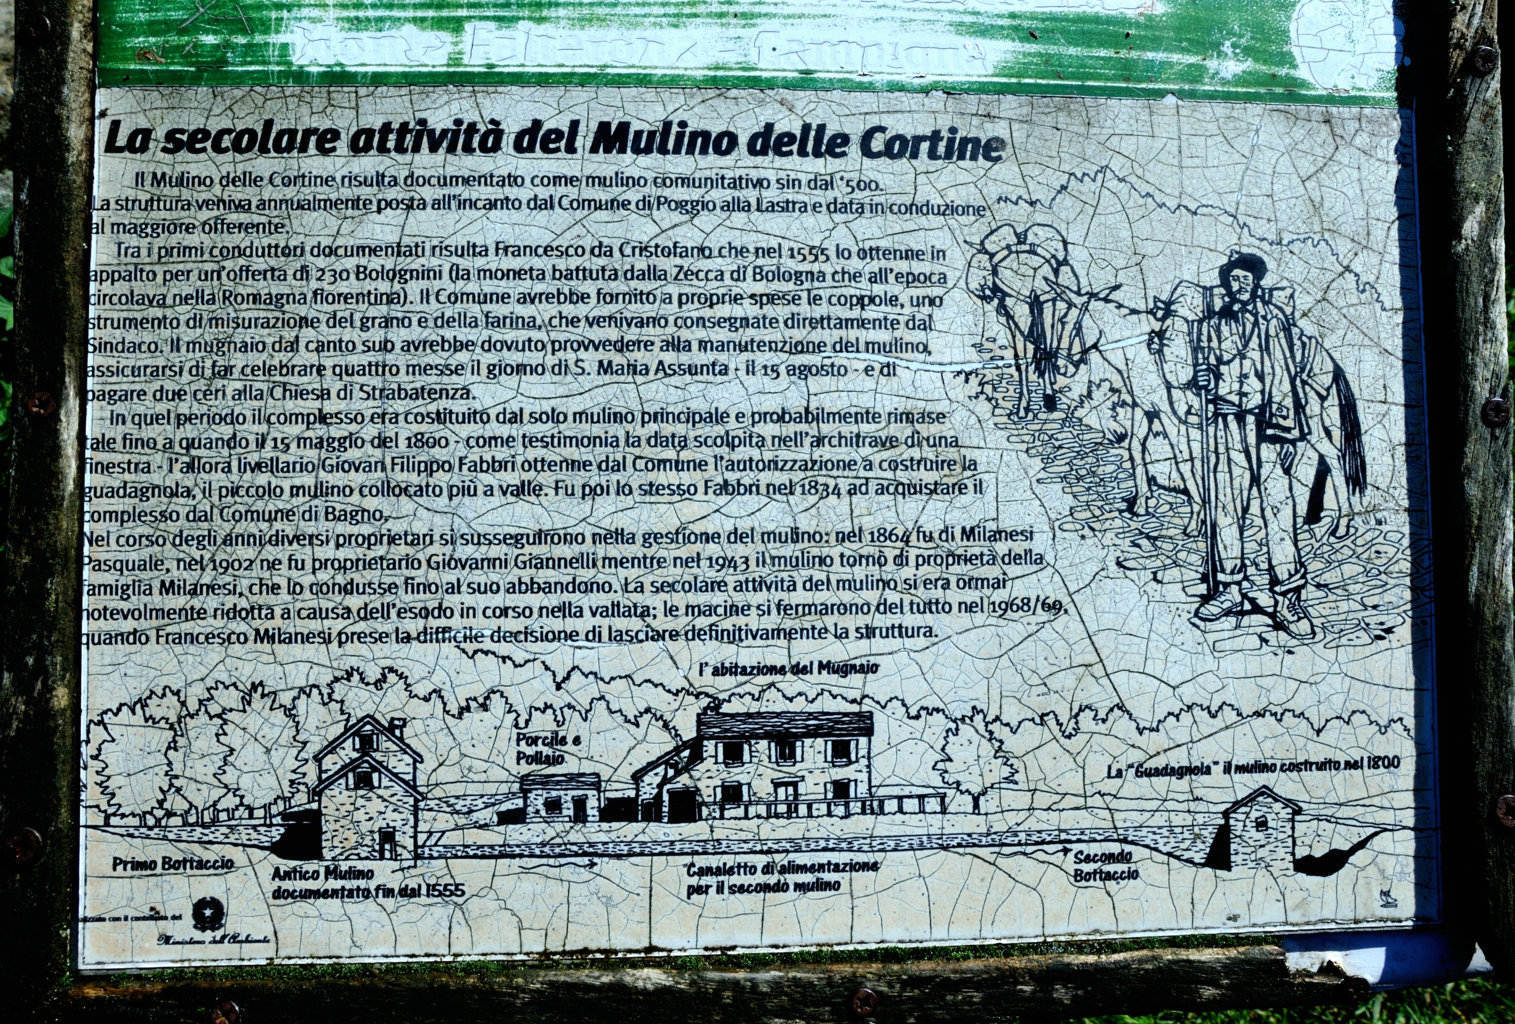 La secolare attività del Mulino delle Cortine
Il Mulino delle Cortine risulta documentato come mulino comunitativo sin dal '500.
La struttura veniva annualmente posta all'incanto dal Comune di Poggio alla Lastra e data in conduzione
al maggiore offerente.
Tra i primi conduttori documentati risulta Francesco da Cristofano che nel 1555 lo ottenne in
appalto per un'offerta di 230 Bolognini (la moneta battuta dalla Zecca di Bologna che all'epoca
circolava nella Romagna fiorentina). Il Comune avrebbe fornito a proprie spese le coppole, uno
strumento di misurazione del grano e della farina, che venivano consegnate direttamente dal
Sindaco. Il mugnaio dal canto suo avrebbe dovuto provvedere alla manutenzione del mulino,
assicurarsi di far celebrare quattro messe il giorno di S. Maria Assunta - il 15 agosto - e di
pagare due ceri alla Chiesa di Strabatenza.
In quel periodo il complesso era costituito dal solo mulino principale e probabilmente rimase
tale fino a quando il 15 maggio del 1800 - come testimonia la data scolpita nell'architrave di una
finestra - l'allora livellario Giovan Filippo Fabbri ottenne dal Comune l'autorizzazione a costruire la
guadagnola, il piccolo mulino collocato più a valle. Fu poi lo stesso Fabbri nel 1834 ad acquistare il
complesso dal Comune di Bagno.
Nel corso degli anni diversi proprietari si susseguirono nella gestione del mulino: nel 1864 fu di Milanesi
Pasquale, nel 1902 ne fu proprietario Giovanni Giannelli mentre nel 1943 il mulino tornò di proprietà della
famiglia Milanesi, che lo condusse fino al suo abbandono. La secolare attività del mulino si era ormai
notevolmente ridotta a causa dell'esodo in corso nella vallata; le macine si fermarono del tutto nel 1968/69,
quando Francesco Milanesi prese la difficile decisione di lasciare definitivamente la struttura.
l' abitazione del Mugnaio
Porcile e
Pollaio
La "Guadagnola" il mulino costruito nel 1800
Primo Bottaccio
Antico Mulino
documentato fin dal 1555
Canaletto di alimentazione
per il secondo mulino
Secondo
Bottaccio
con il contributo del
Ministero dell'Ambiente